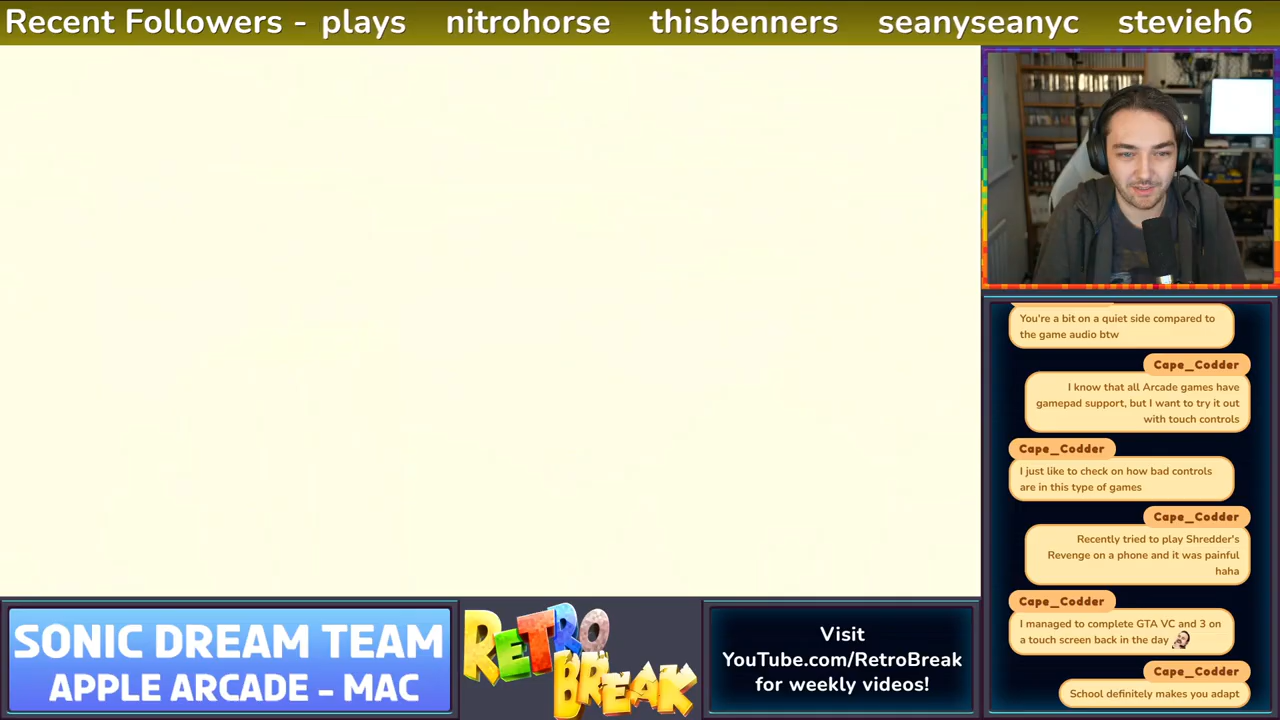 Recent Followers - plays nitrohorse thisbenners seanyseanyc stevieh6
You're a bit on a quiet side compared to
the game audio btw
Cape_Codder
I know that all Arcade games have
gamepad support, but I want to try it out
with touch controls
Cape_Codder
I just like to check on how bad controls
are in this type of games
Cape_Codder
Recently tried to play Shredder's
Revenge on a phone and it was painful
haha
Cape_Codder
I managed to complete GTA VC and 3 on
a touch screen back in the day
Cape_Codder
School definitely makes you adapt
SONIC DREAM TEAM
APPLE ARCADE - MAC
RETRO
BREAK
Visit
YouTube.com/RetroBreak
for weekly videos!